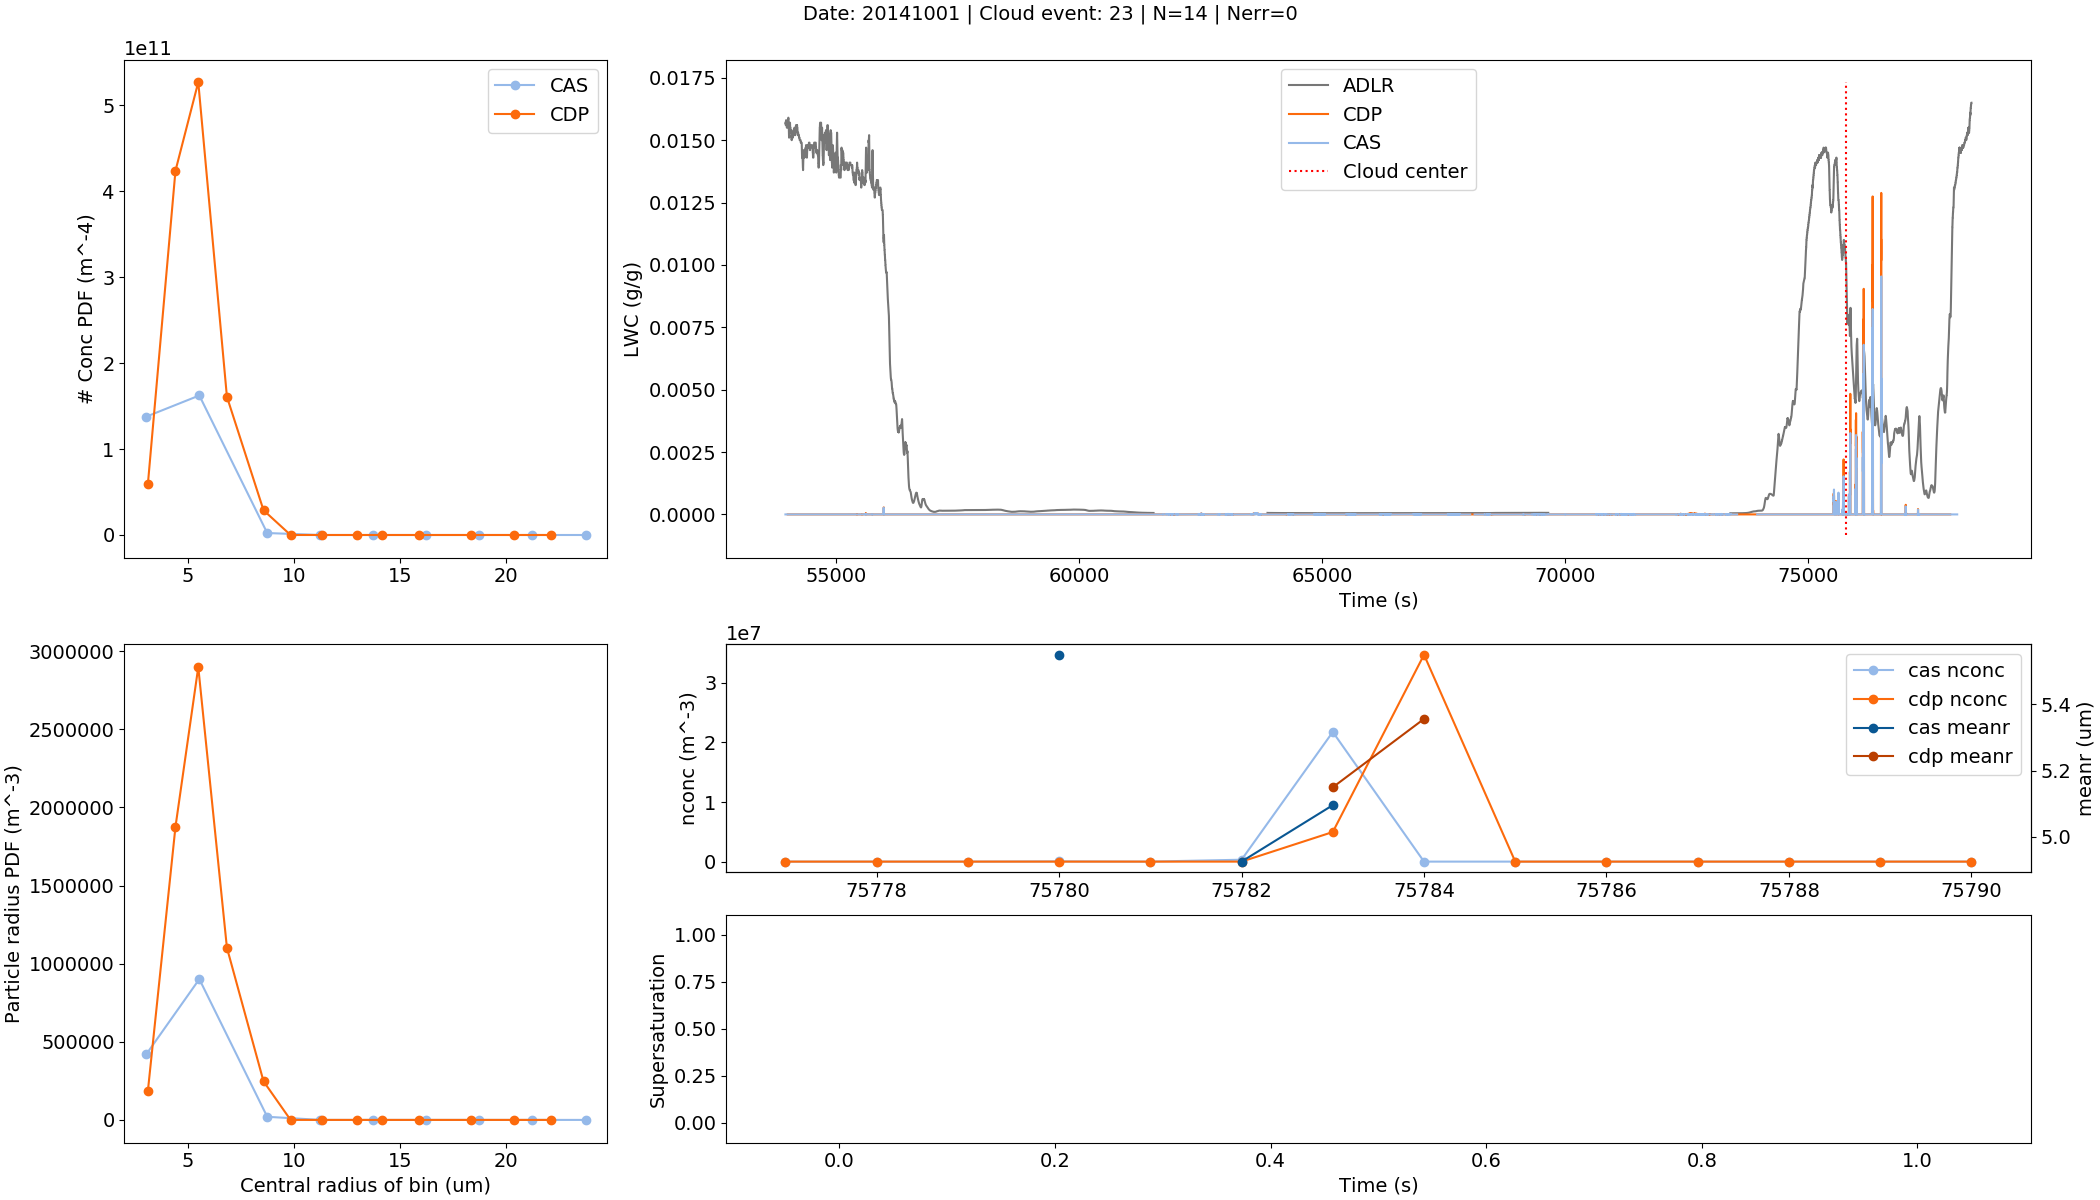 Date: 20141001 | Cloud event: 23 | N=14 | Nerr=0
1e11
# Conc PDF (m^-4)
5
4
3
2
1
0
5 10 15 20
CAS
CDP
LWC (g/g)
0.0175
0.0150
0.0125
0.0100
0.0075
0.0050
0.0025
0.0000
ADLR
CDP
CAS
Cloud center
55000 60000 65000 70000 75000
Time (s)
Particle radius PDF (m^-3)
3000000
2500000
2000000
1500000
1000000
500000
0
5 10 15 20
Central radius of bin (um)
1e7
nconc (m^-3)
3
2
1
0
cas nconc
cdp nconc
cas meanr
cdp meanr
5.4
5.2
5.0
meanr (um)
75778 75780 75782 75784 75786 75788 75790
Supersaturation
1.00
0.75
0.50
0.25
0.00
0.0 0.2 0.4 0.6 0.8 1.0
Time (s)